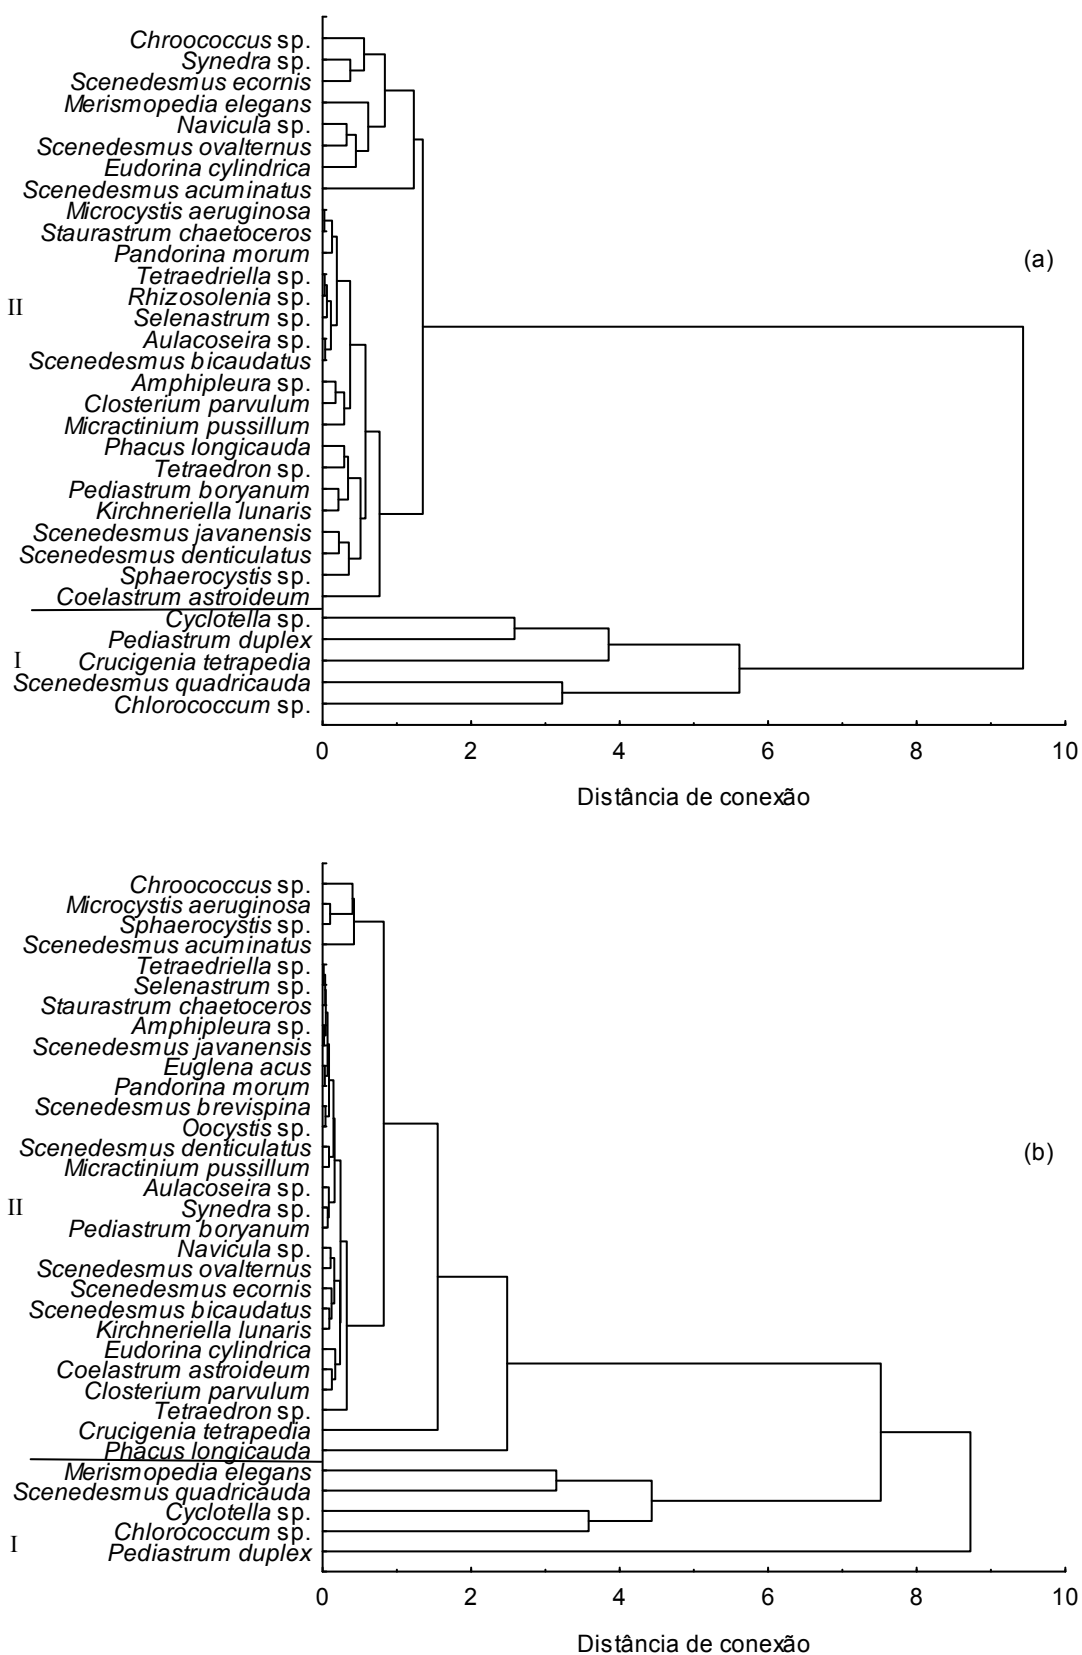 Chroococcus sp.
Synedra sp.
Scenedesmus ecornis
Merismopedia elegans
Navicula sp.
Scenedesmus ovalternus
Eudorina cylindrica
Scenedesmus acuminatus
Microcystis aeruginosa
Staurastrum chaetoceros
Pandorina morum
(a)
Tetraedriella sp.
Rhizosolenia sp.
II
Selenastrum sp.
Aulacoseira sp.
Scenedesmus bicaudatus
Amphipleura sp.
Closterium parvulum
Micractinium pussillum
Phacus longicauda
Tetraedron sp.
Pediastrum boryanum
Kirchneriella lunaris
Scenedesmus javanensis
Scenedesmus denticulatus
Sphaerocystis sp.
Coelastrum astroideum
Cyclotella sp.
Pediastrum duplex
I Crucigenia tetrapedia
Scenedesmus quadricauda
Chlorococcum sp.
0 2 4 6 8 10
Distância de conexão
Chroococcus sp.
Microcystis aeruginosa
Sphaerocystis sp.
Scenedesmus acuminatus
Tetraedriella sp.
Selenastrum sp.
Staurastrum chaetoceros
Amphipleura sp.
Scenedesmus javanensis
Euglena acus
Pandorina morum
Scenedesmus brevispina
Oocystis sp.
Scenedesmus denticulatus
(b)
Micractinium pussillum
Aulacoseira sp.
II Synedra sp.
Pediastrum boryanum
Navicula sp.
Scenedesmus ovalternus
Scenedesmus ecornis
Scenedesmus bicaudatus
Kirchneriella lunaris
Eudorina cylindrica
Coelastrum astroideum
Closterium parvulum
Tetraedron sp.
Crucigenia tetrapedia
Phacus longicauda
Merismopedia elegans
Scenedesmus quadricauda
Cyclotella sp.
Chlorococcum sp.
I
Pediastrum duplex
0 2 4 6 8 10
Distância de conexão